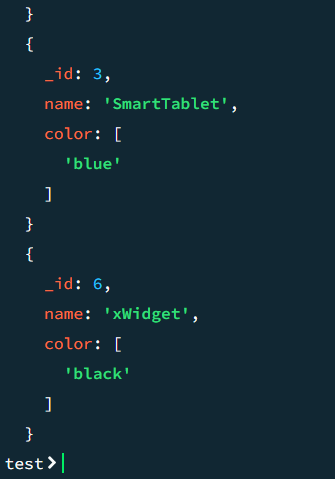 }
{
_id: 3,
name: 'SmartTablet',
color: [
'blue'
]
}
{
_id: 6,
name: 'xWidget',
color: [
'black'
]
}
test>